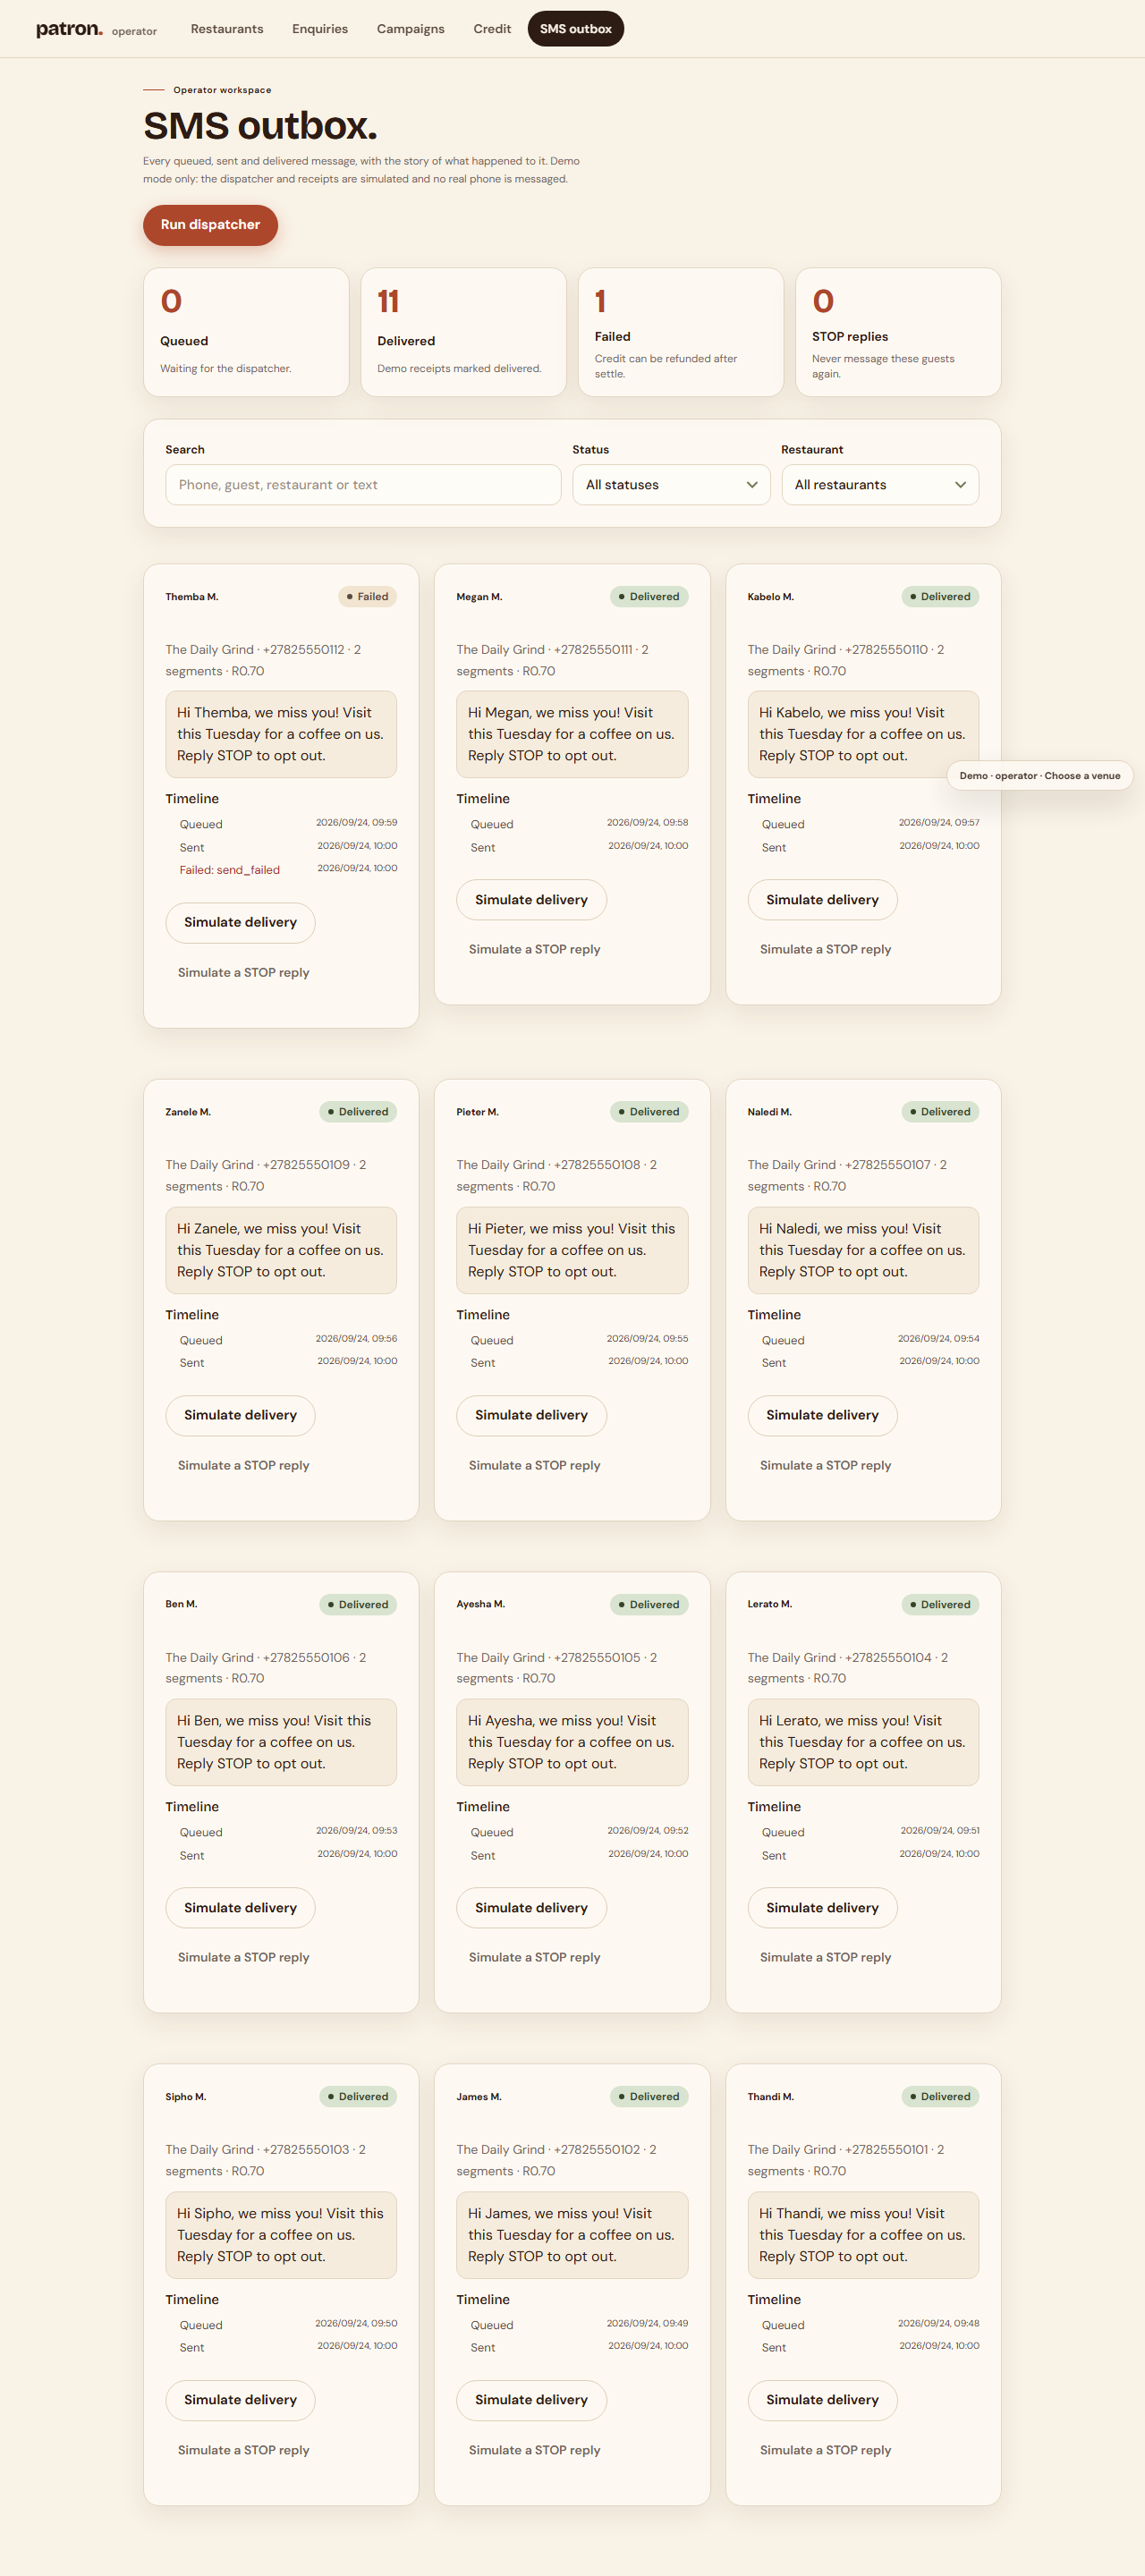 patron. operator Restaurants Enquiries Campaigns Credit SMS outbox
Operator workspace
SMS outbox.
Every queued, sent and delivered message, with the story of what happened to it. Demo
mode only: the dispatcher and receipts are simulated and no real phone is messaged.
Run dispatcher
0
Queued
Waiting for the dispatcher.
11
Delivered
Demo receipts marked delivered.
1
Failed
Credit can be refunded after
settle.
0
STOP replies
Never message these guests
again.
Search
Phone, guest, restaurant or text
Status
All statuses
Restaurant
All restaurants
Themba M. Failed
The Daily Grind · +27825550112 · 2
segments · R0.70
Hi Themba, we miss you! Visit
this Tuesday for a coffee on us.
Reply STOP to opt out.
Timeline
Queued 2026/09/24, 09:59
Sent 2026/09/24, 10:00
Failed: send_failed 2026/09/24, 10:00
Simulate delivery
Simulate a STOP reply
Megan M. Delivered
The Daily Grind · +27825550111 · 2
segments · R0.70
Hi Megan, we miss you! Visit
this Tuesday for a coffee on us.
Reply STOP to opt out.
Timeline
Queued 2026/09/24, 09:58
Sent 2026/09/24, 10:00
Simulate delivery
Simulate a STOP reply
Kabelo M. Delivered
The Daily Grind · +27825550110 · 2
segments · R0.70
Hi Kabelo, we miss you! Visit
this Tuesday for a coffee on us.
Reply STOP to opt out.
Demo · operator · Choose a venue
Timeline
Queued 2026/09/24, 09:57
Sent 2026/09/24, 10:00
Simulate delivery
Simulate a STOP reply
Zanele M. Delivered
The Daily Grind · +27825550109 · 2
segments · R0.70
Hi Zanele, we miss you! Visit
this Tuesday for a coffee on us.
Reply STOP to opt out.
Timeline
Queued 2026/09/24, 09:56
Sent 2026/09/24, 10:00
Simulate delivery
Simulate a STOP reply
Pieter M. Delivered
The Daily Grind · +27825550108 · 2
segments · R0.70
Hi Pieter, we miss you! Visit this
Tuesday for a coffee on us.
Reply STOP to opt out.
Timeline
Queued 2026/09/24, 09:55
Sent 2026/09/24, 10:00
Simulate delivery
Simulate a STOP reply
Naledi M. Delivered
The Daily Grind · +27825550107 · 2
segments · R0.70
Hi Naledi, we miss you! Visit
this Tuesday for a coffee on us.
Reply STOP to opt out.
Timeline
Queued 2026/09/24, 09:54
Sent 2026/09/24, 10:00
Simulate delivery
Simulate a STOP reply
Ben M. Delivered
The Daily Grind · +27825550106 · 2
segments · R0.70
Hi Ben, we miss you! Visit this
Tuesday for a coffee on us.
Reply STOP to opt out.
Timeline
Queued 2026/09/24, 09:53
Sent 2026/09/24, 10:00
Simulate delivery
Simulate a STOP reply
Ayesha M. Delivered
The Daily Grind · +27825550105 · 2
segments · R0.70
Hi Ayesha, we miss you! Visit
this Tuesday for a coffee on us.
Reply STOP to opt out.
Timeline
Queued 2026/09/24, 09:52
Sent 2026/09/24, 10:00
Simulate delivery
Simulate a STOP reply
Lerato M. Delivered
The Daily Grind · +27825550104 · 2
segments · R0.70
Hi Lerato, we miss you! Visit
this Tuesday for a coffee on us.
Reply STOP to opt out.
Timeline
Queued 2026/09/24, 09:51
Sent 2026/09/24, 10:00
Simulate delivery
Simulate a STOP reply
Sipho M. Delivered
The Daily Grind · +27825550103 · 2
segments · R0.70
Hi Sipho, we miss you! Visit this
Tuesday for a coffee on us.
Reply STOP to opt out.
Timeline
Queued 2026/09/24, 09:50
Sent 2026/09/24, 10:00
Simulate delivery
Simulate a STOP reply
James M. Delivered
The Daily Grind · +27825550102 · 2
segments · R0.70
Hi James, we miss you! Visit
this Tuesday for a coffee on us.
Reply STOP to opt out.
Timeline
Queued 2026/09/24, 09:49
Sent 2026/09/24, 10:00
Simulate delivery
Simulate a STOP reply
Thandi M. Delivered
The Daily Grind · +27825550101 · 2
segments · R0.70
Hi Thandi, we miss you! Visit
this Tuesday for a coffee on us.
Reply STOP to opt out.
Timeline
Queued 2026/09/24, 09:48
Sent 2026/09/24, 10:00
Simulate delivery
Simulate a STOP reply